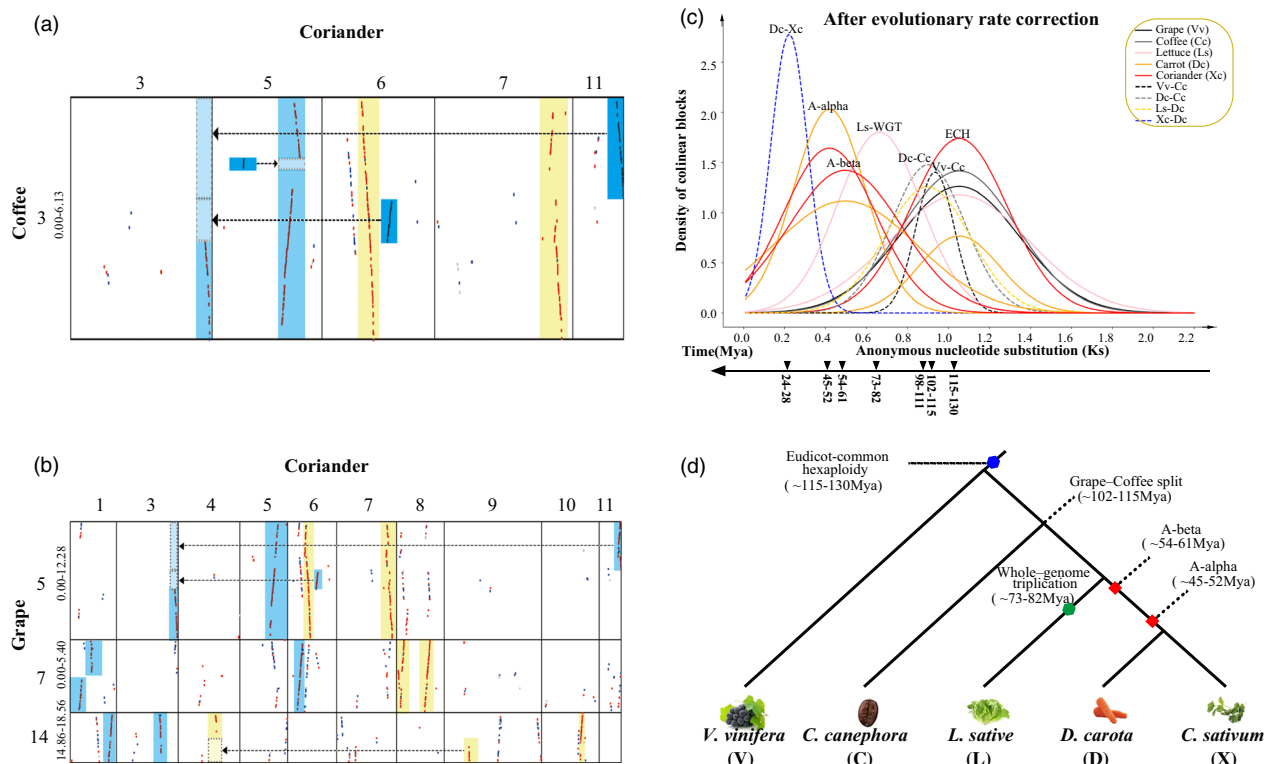 (a)
Coriander
3 5 6 7 11
Coffee
3
0.00-6.13
(b)
Coriander
1 3 4 5 6 7 8 9 10 11
Grape
5
0.00-12.28
7
0.00-5.40
14
14.86-18.56
(c)
After evolutionary rate correction
Density of colinear blocks
2.5
2.0
1.5
1.0
0.5
0.0
Dc-Xc
A-alpha
A-beta
Ls-WGT
Dc-Cc
Vv-Cc
ECH
Grape (Vv)
Coffee (Cc)
Lettuce (Ls)
Carrot (Dc)
Coriander (Xc)
Vv-Cc
Dc-Cc
Ls-Dc
Xc-Dc
0.0 0.2 0.4 0.6 0.8 1.0 1.2 1.4 1.6 1.8 2.0 2.2
Time(Mya)
Anonymous nucleotide substitution (Ks)
24-28
45-52
54-61
73-82
98-111
102-115
115-130
(d)
Eudicot-common
hexaploidy
( ~115-130Mya)
Grape–Coffee split
(~102-115Mya)
A-beta
( ~54-61Mya)
A-alpha
( ~45-52Mya)
Whole–genome
triplication
( ~73-82Mya)
V. vinifera C. canephora L. sative D. carota C. sativum
(V) (C) (L) (D) (X)